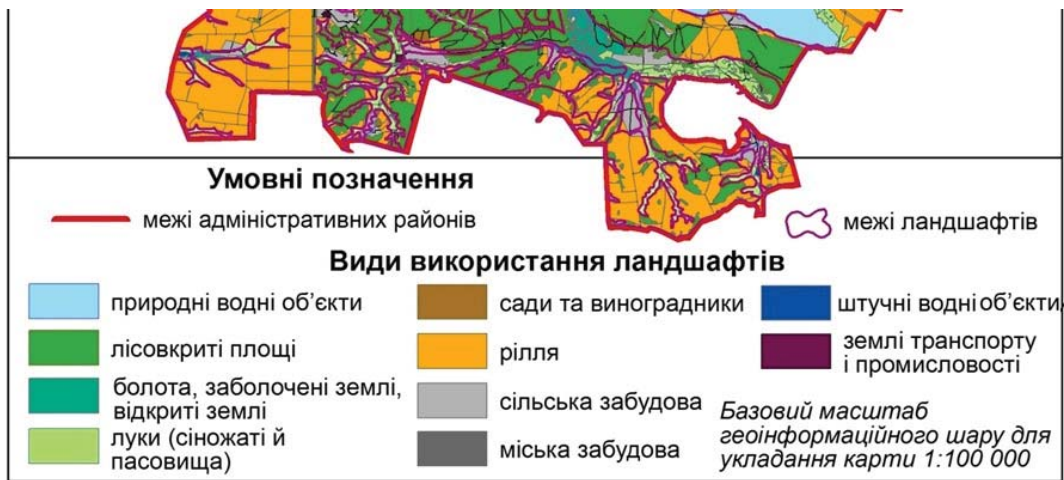 Умовні позначення
межі адміністративних районів
межі ландшафтів
Види використання ландшафтів
природні водні об’єкти
лісовкриті площі
болота, заболочені землі,
відкриті землі
луки (сіножаті й
пасовища)
сади та виноградники
рілля
сільська забудова
міська забудова
штучні водні об’єкти
землі транспорту
і промисловості
Базовий масштаб
геоінформаційного шару для
укладання карти 1:100 000